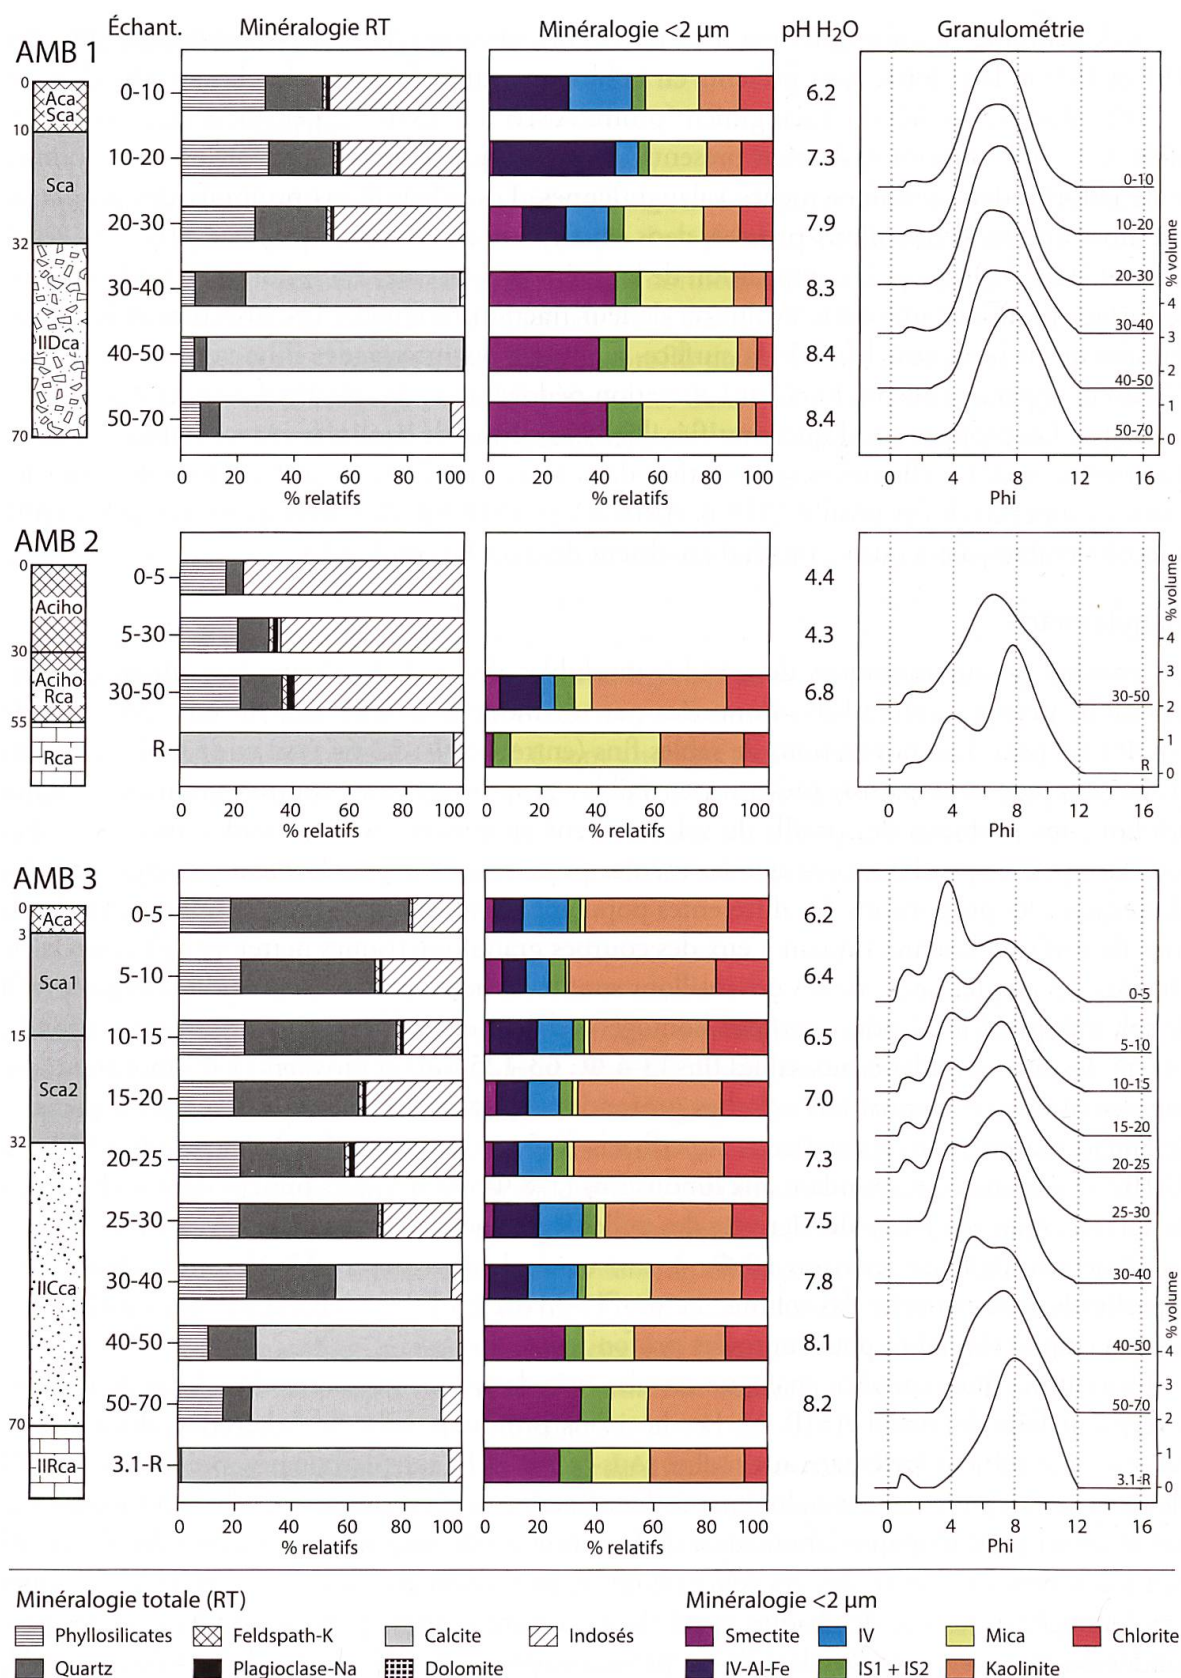 Échant.
Minéralogie RT
Minéralogie <2 µm
pH H2O
Granulométrie
AMB 1
0
Aca
Sca
10
Sca
32
IIDca
70
0-10
10-20
20-30
30-40
40-50
50-70
0 20 40 60 80 100
% relatifs
0 20 40 60 80 100
% relatifs
6.2
7.3
7.9
8.3
8.4
8.4
0-10
10-20
20-30
30-40
40-50
50-70
% volume
4
3
2
1
0
0 4 8 12 16
Phi
AMB 2
0
Aciho
30
Aciho
Rca
55
Rca
0-5
5-30
30-50
R
0 20 40 60 80 100
% relatifs
0 20 40 60 80 100
% relatifs
4.4
4.3
6.8
30-50
R
% volume
4
3
2
1
0
0 4 8 12 16
Phi
AMB 3
0
Aca
3
Sca1
15
Sca2
32
IICca
70
IIRca
0-5
5-10
10-15
15-20
20-25
25-30
30-40
40-50
50-70
3.1-R
0 20 40 60 80 100
% relatifs
0 20 40 60 80 100
% relatifs
6.2
6.4
6.5
7.0
7.3
7.5
7.8
8.1
8.2
0-5
5-10
10-15
15-20
20-25
25-30
30-40
40-50
50-70
3.1-R
% volume
4
3
2
1
0
0 4 8 12 16
Phi
Minéralogie totale (RT)
Phyllosilicates Feldspath-K Calcite Indosés
Quartz Plagioclase-Na Dolomite
Minéralogie <2 µm
Smectite IV Mica Chlorite
IV-Al-Fe IS1 + IS2 Kaolinite